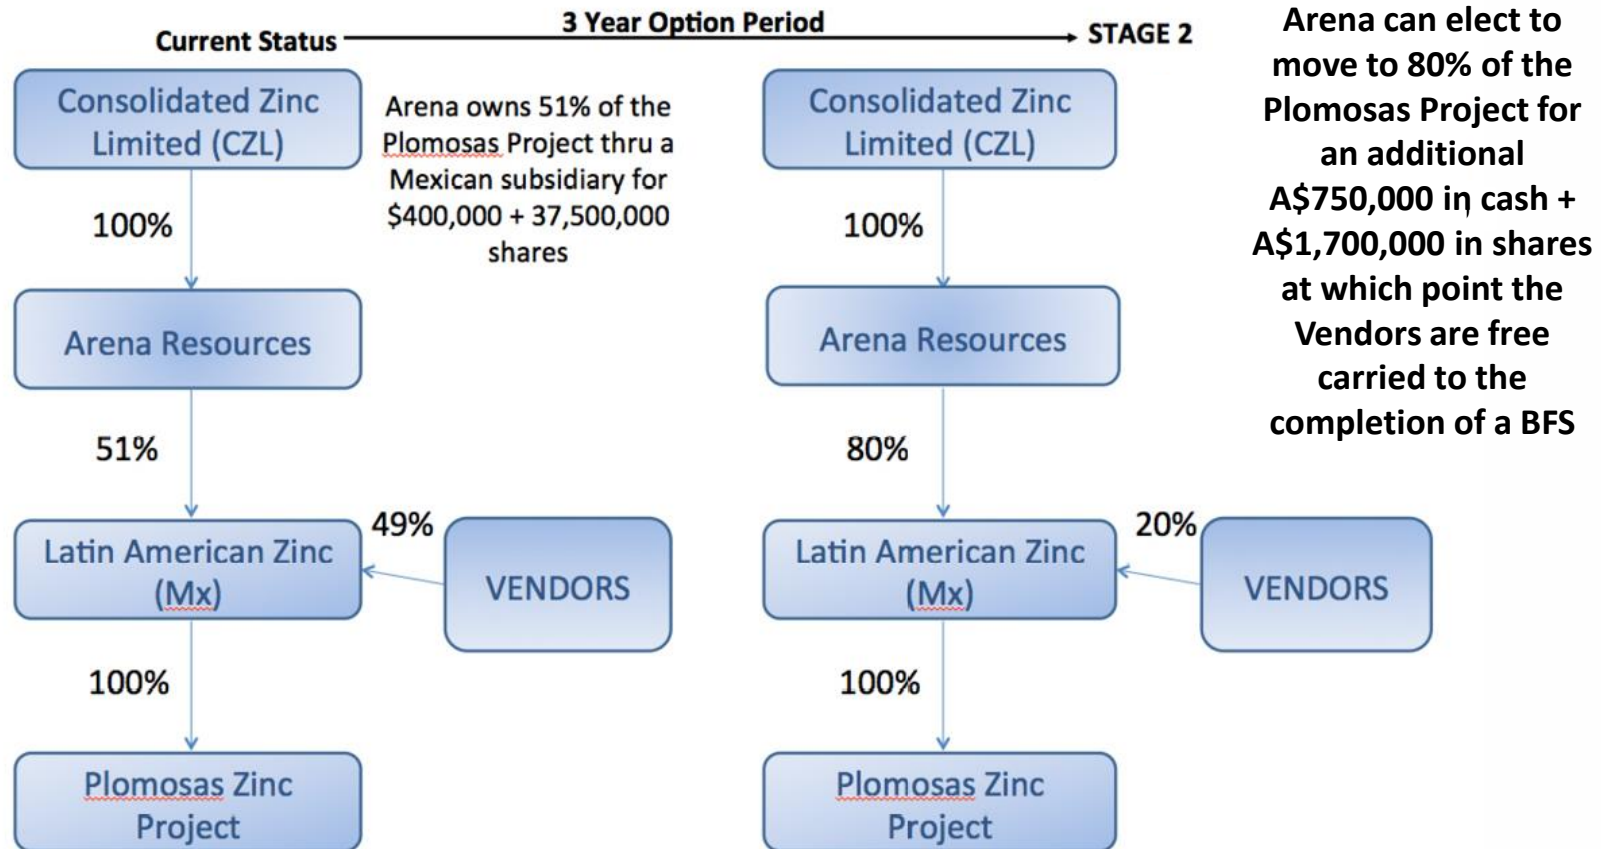 3 Year Option Period
Current Status
STAGE 2
Consolidated Zinc
Limited (CZL)
Arena owns 51% of the
Plomosas Project thru a
Mexican subsidiary for
$400,000 + 37,500,000
shares
100%
Arena Resources
51%
49%
Latin American Zinc
(Mx)
VENDORS
100%
Plomosas Zinc
Project
Consolidated Zinc
Limited (CZL)
100%
Arena Resources
80%
20%
Latin American Zinc
(Mx)
VENDORS
100%
Plomosas Zinc
Project
Arena can elect to
move to 80% of the
Plomosas Project for
an additional
A$750,000 in cash +
A$1,700,000 in shares
at which point the
Vendors are free
carried to the
completion of a BFS